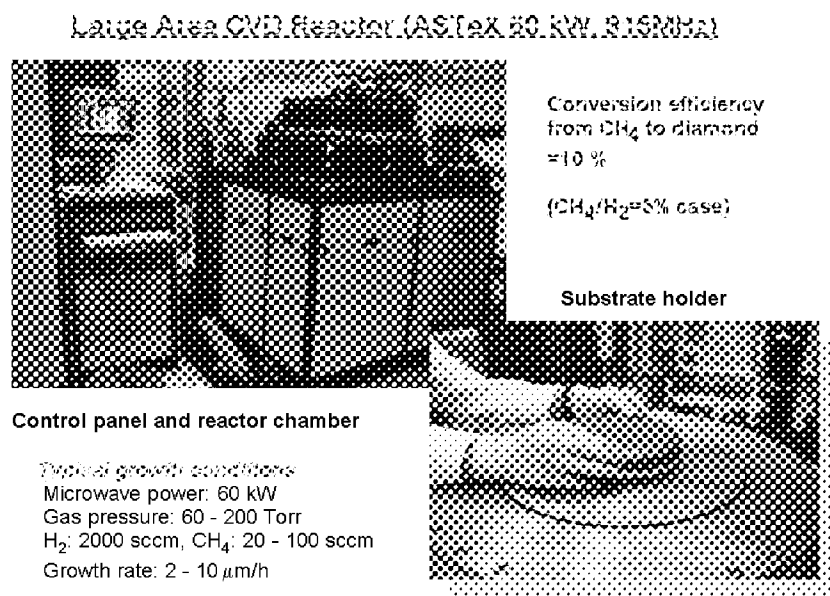 Large Area CVD Reactor (ASTeX 60 kW, 915MHz)
Conversion efficiency
from CH₄ to diamond
=10 %
(CH₄/H₂= case)
Substrate holder
Control panel and reactor chamber
Typical growth conditions
Microwave power: 60 kW
Gas pressure: 60 - 200 Torr
H₂: 2000 sccm, CH₄: 20 - 100 sccm
Growth rate: 2 - 10 μm/h